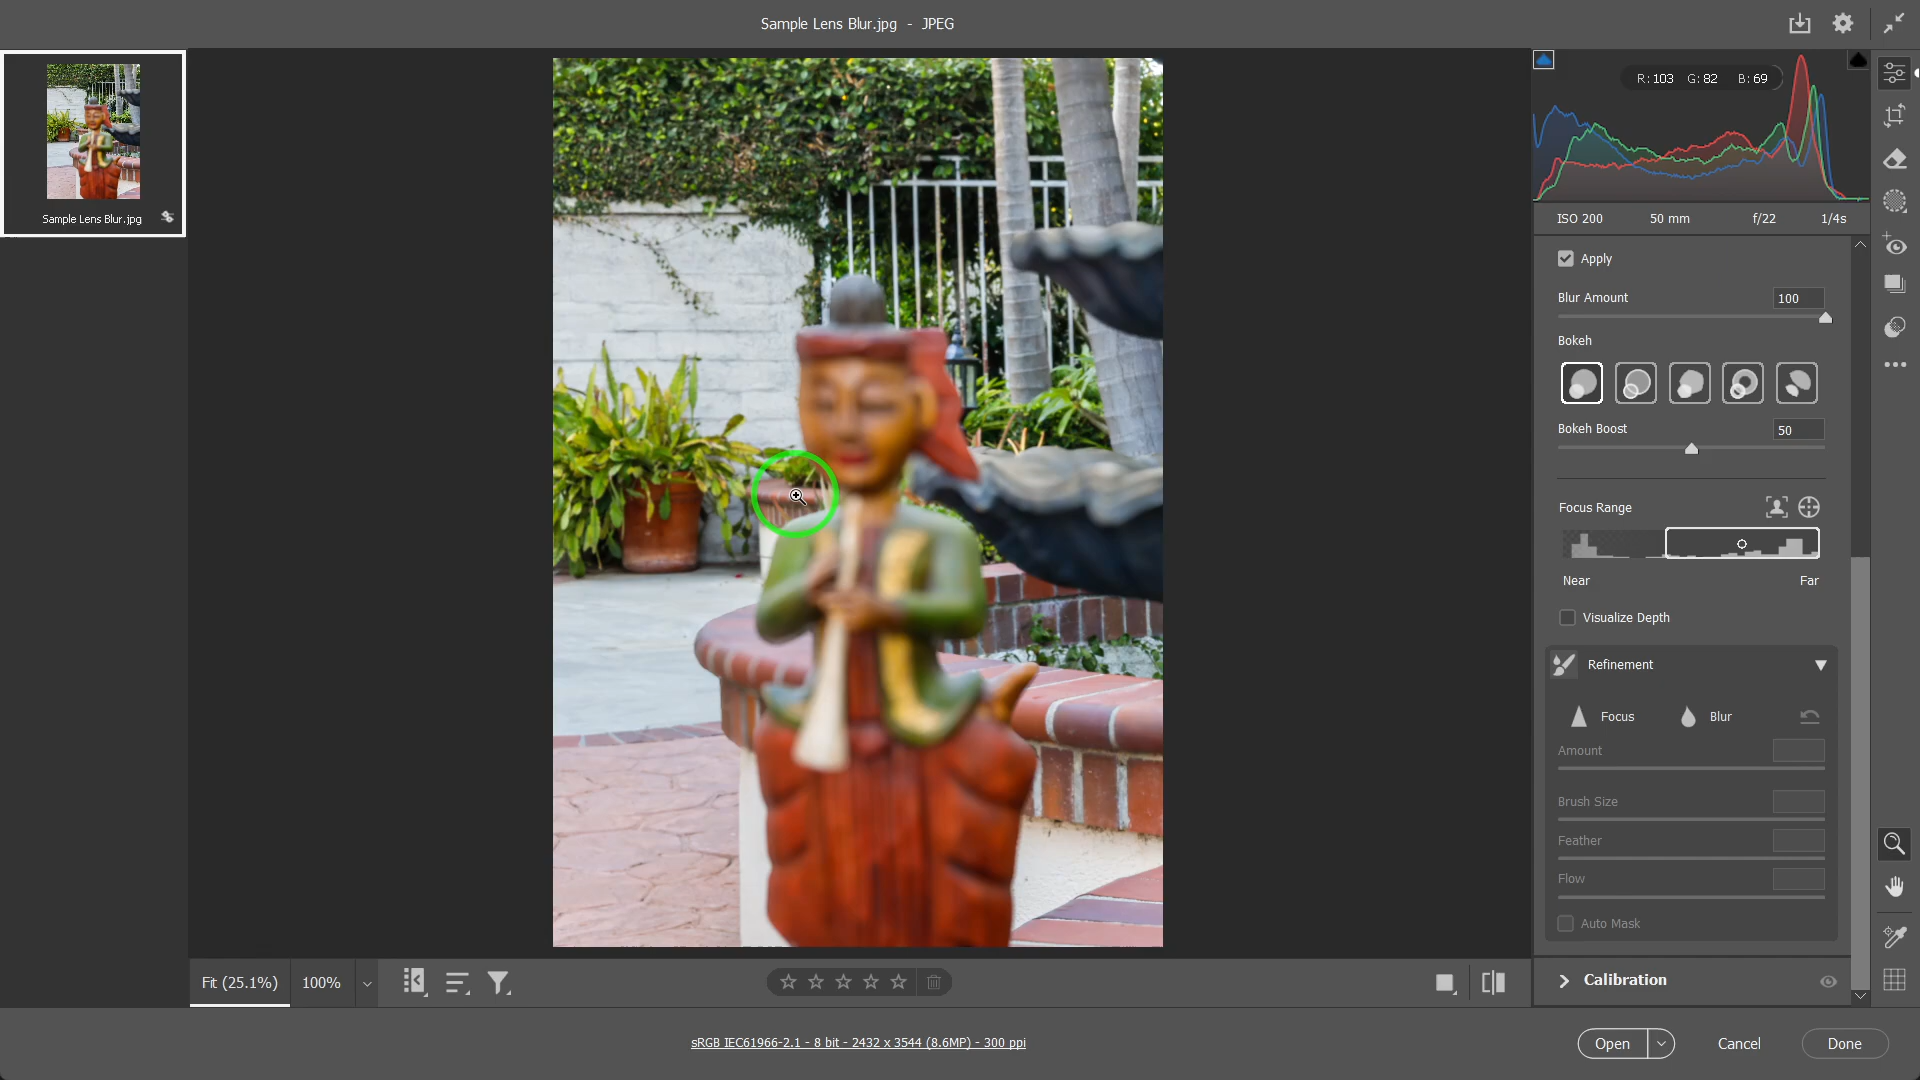 Sample Lens Blur.jpg - JPEG
R: 103 G: 82 B: 69
Sample Lens Blur.jpg
ISO 200 50 mm f/22 1/4s
Apply
Blur Amount 100
Bokeh
Bokeh Boost 50
Focus Range
Near Far
Visualize Depth
Refinement
Focus Blur
Amount
Brush Size
Feather
Flow
Auto Mask
Calibration
Fit (25.1%) 100%
sRGB IEC61966-2.1 - 8 bit - 2432 x 3544 (8.6MP) - 300 ppi
Open Cancel Done